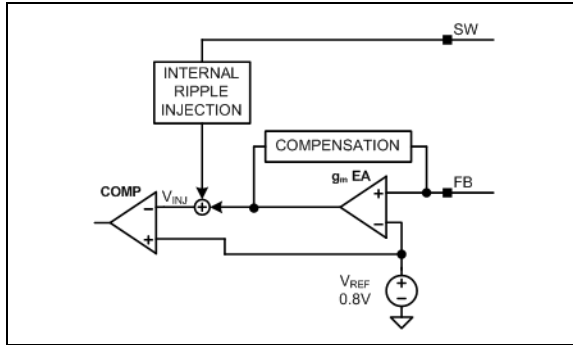 SW
INTERNAL
RIPPLE
INJECTION
COMPENSATION
gm EA
+
FB
COMP
VINJ
−
+
−
+
VREF
0.8V
+
−